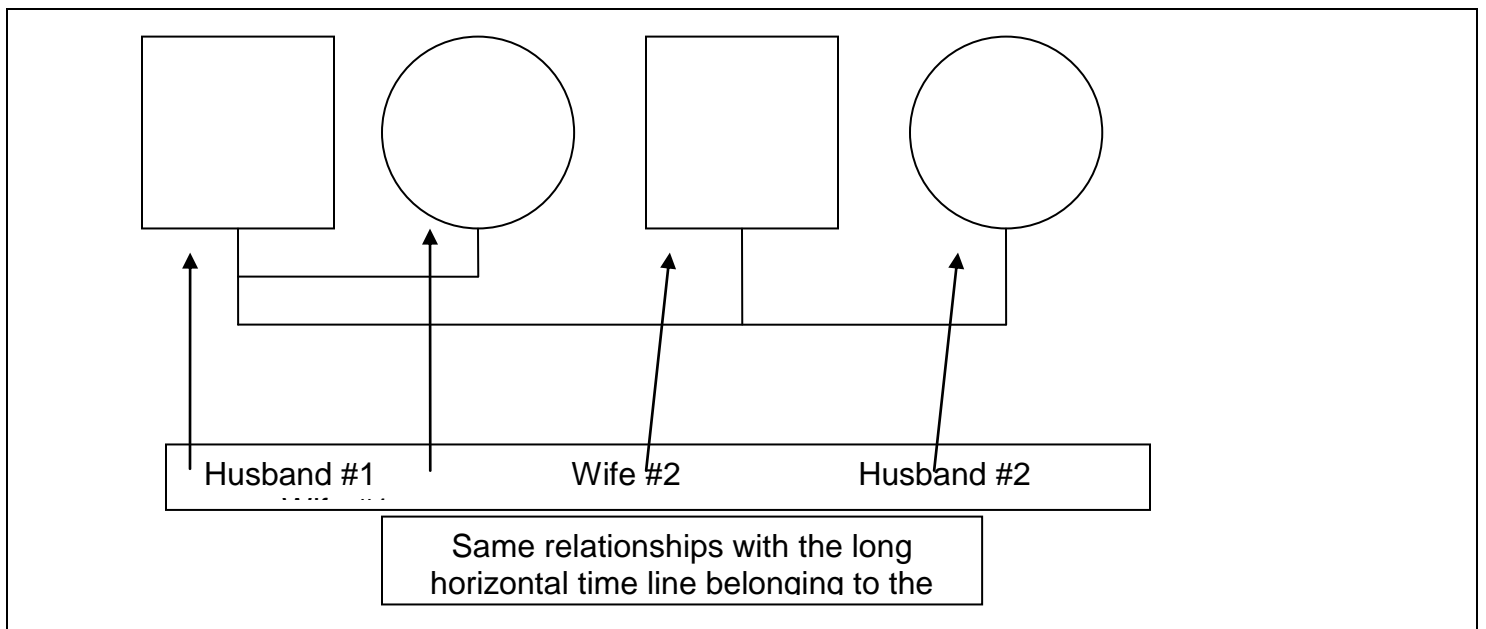 Husband #1 Wife #2 Husband #2
Same relationships with the long
horizontal time line belonging to the